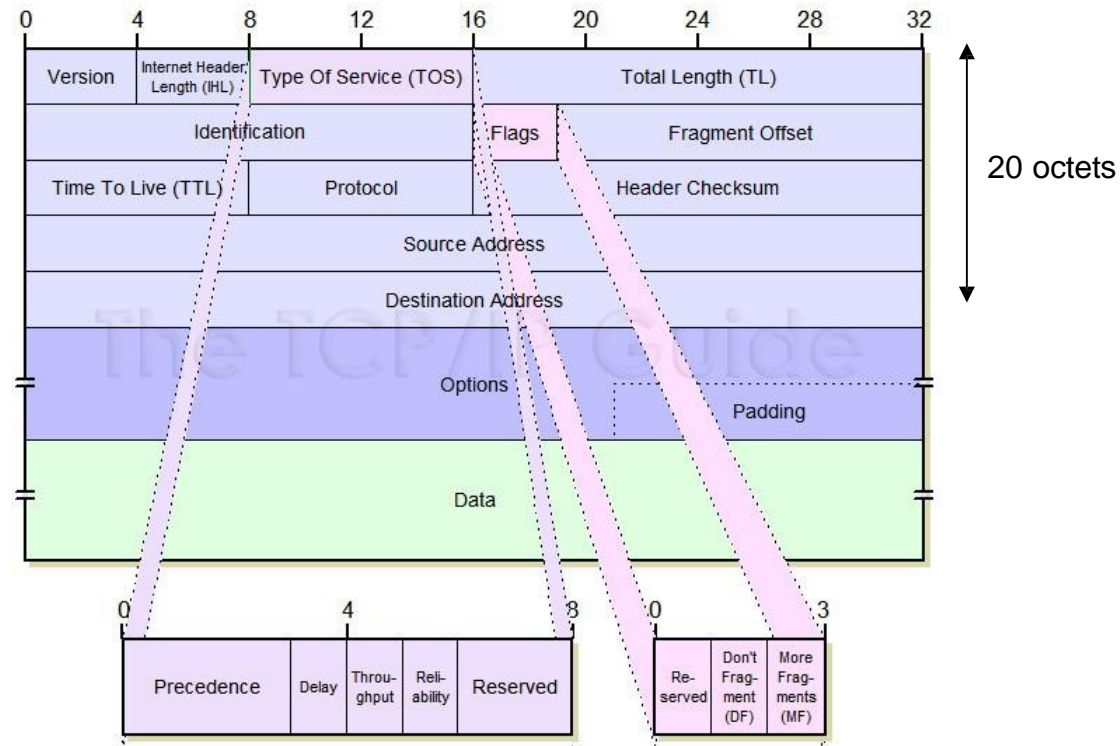 0 4 8 12 16 20 24 28 32
Version
Internet Header
Length (IHL)
Type Of Service (TOS)
Total Length (TL)
Identification
Flags
Fragment Offset
Time To Live (TTL)
Protocol
Header Checksum
20 octets
Source Address
Destination Address
The TCP/IP Guide
Options
Padding
Data
0 4 8
Precedence
Delay
Throu-
ghput
Reli-
ability
Reserved
0 3
Re-
served
Don't
Frag-
ment
(DF)
More
Frag-
ments
(MF)